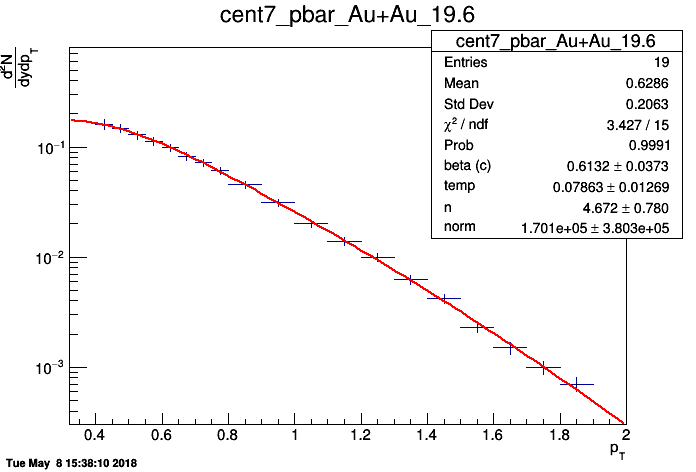 cent7_pbar_Au+Au_19.6
d²N
dydp_T
cent7_pbar_Au+Au_19.6
Entries 19
Mean 0.6286
Std Dev 0.2063
χ² / ndf 3.427 / 15
Prob 0.9991
beta (c) 0.6132 ± 0.0373
temp 0.07863 ± 0.01269
n 4.672 ± 0.780
norm 1.701e+05 ± 3.803e+05
10⁻¹
10⁻²
10⁻³
0.4 0.6 0.8 1 1.2 1.4 1.6 1.8 2
p_T
Tue May 8 15:38:10 2018